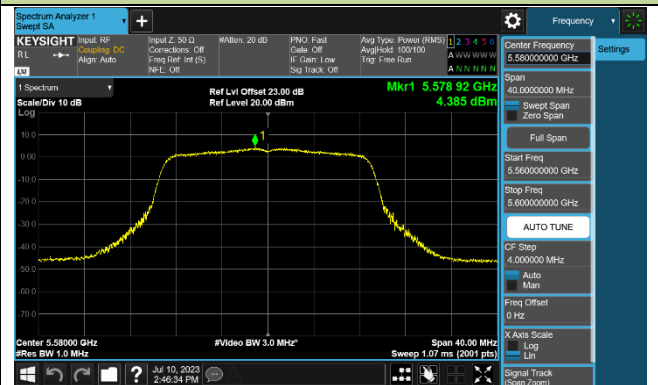 Spectrum Analyzer 1
Swept SA
Frequency
KEYSIGHT
RL
LXI
Input: RF
Coupling: DC
Align: Auto
Input Z: 50 Ω
Corrections: Off
Freq Ref: Int (S)
NFE: Off
#Atten: 20 dB
PNO: Fast
Gate: Off
IF Gain: Low
Sig Track: Off
Avg Type: Power (RMS)
Avg|Hold: 100/100
Trig: Free Run
1 2 3 4 5 6
A W W W W W
A N N N N N
1 Spectrum
Scale/Div 10 dB
Log
Ref Lvl Offset 23.00 dB
Ref Level 20.00 dBm
Mkr1 5.578 92 GHz
4.385 dBm
1
10.0
0.00
-10.0
-20.0
-30.0
-40.0
-50.0
-60.0
-70.0
Center 5.58000 GHz
#Res BW 1.0 MHz
#Video BW 3.0 MHz*
Span 40.00 MHz
Sweep 1.07 ms (2001 pts)
Jul 10, 2023
2:46:34 PM
Settings
Center Frequency
5.580000000 GHz
Span
40.0000000 MHz
Swept Span
Zero Span
Full Span
Start Freq
5.560000000 GHz
Stop Freq
5.600000000 GHz
AUTO TUNE
CF Step
4.000000 MHz
Auto
Man
Freq Offset
0 Hz
X Axis Scale
Log
Lin
Signal Track
(Span Zoom)